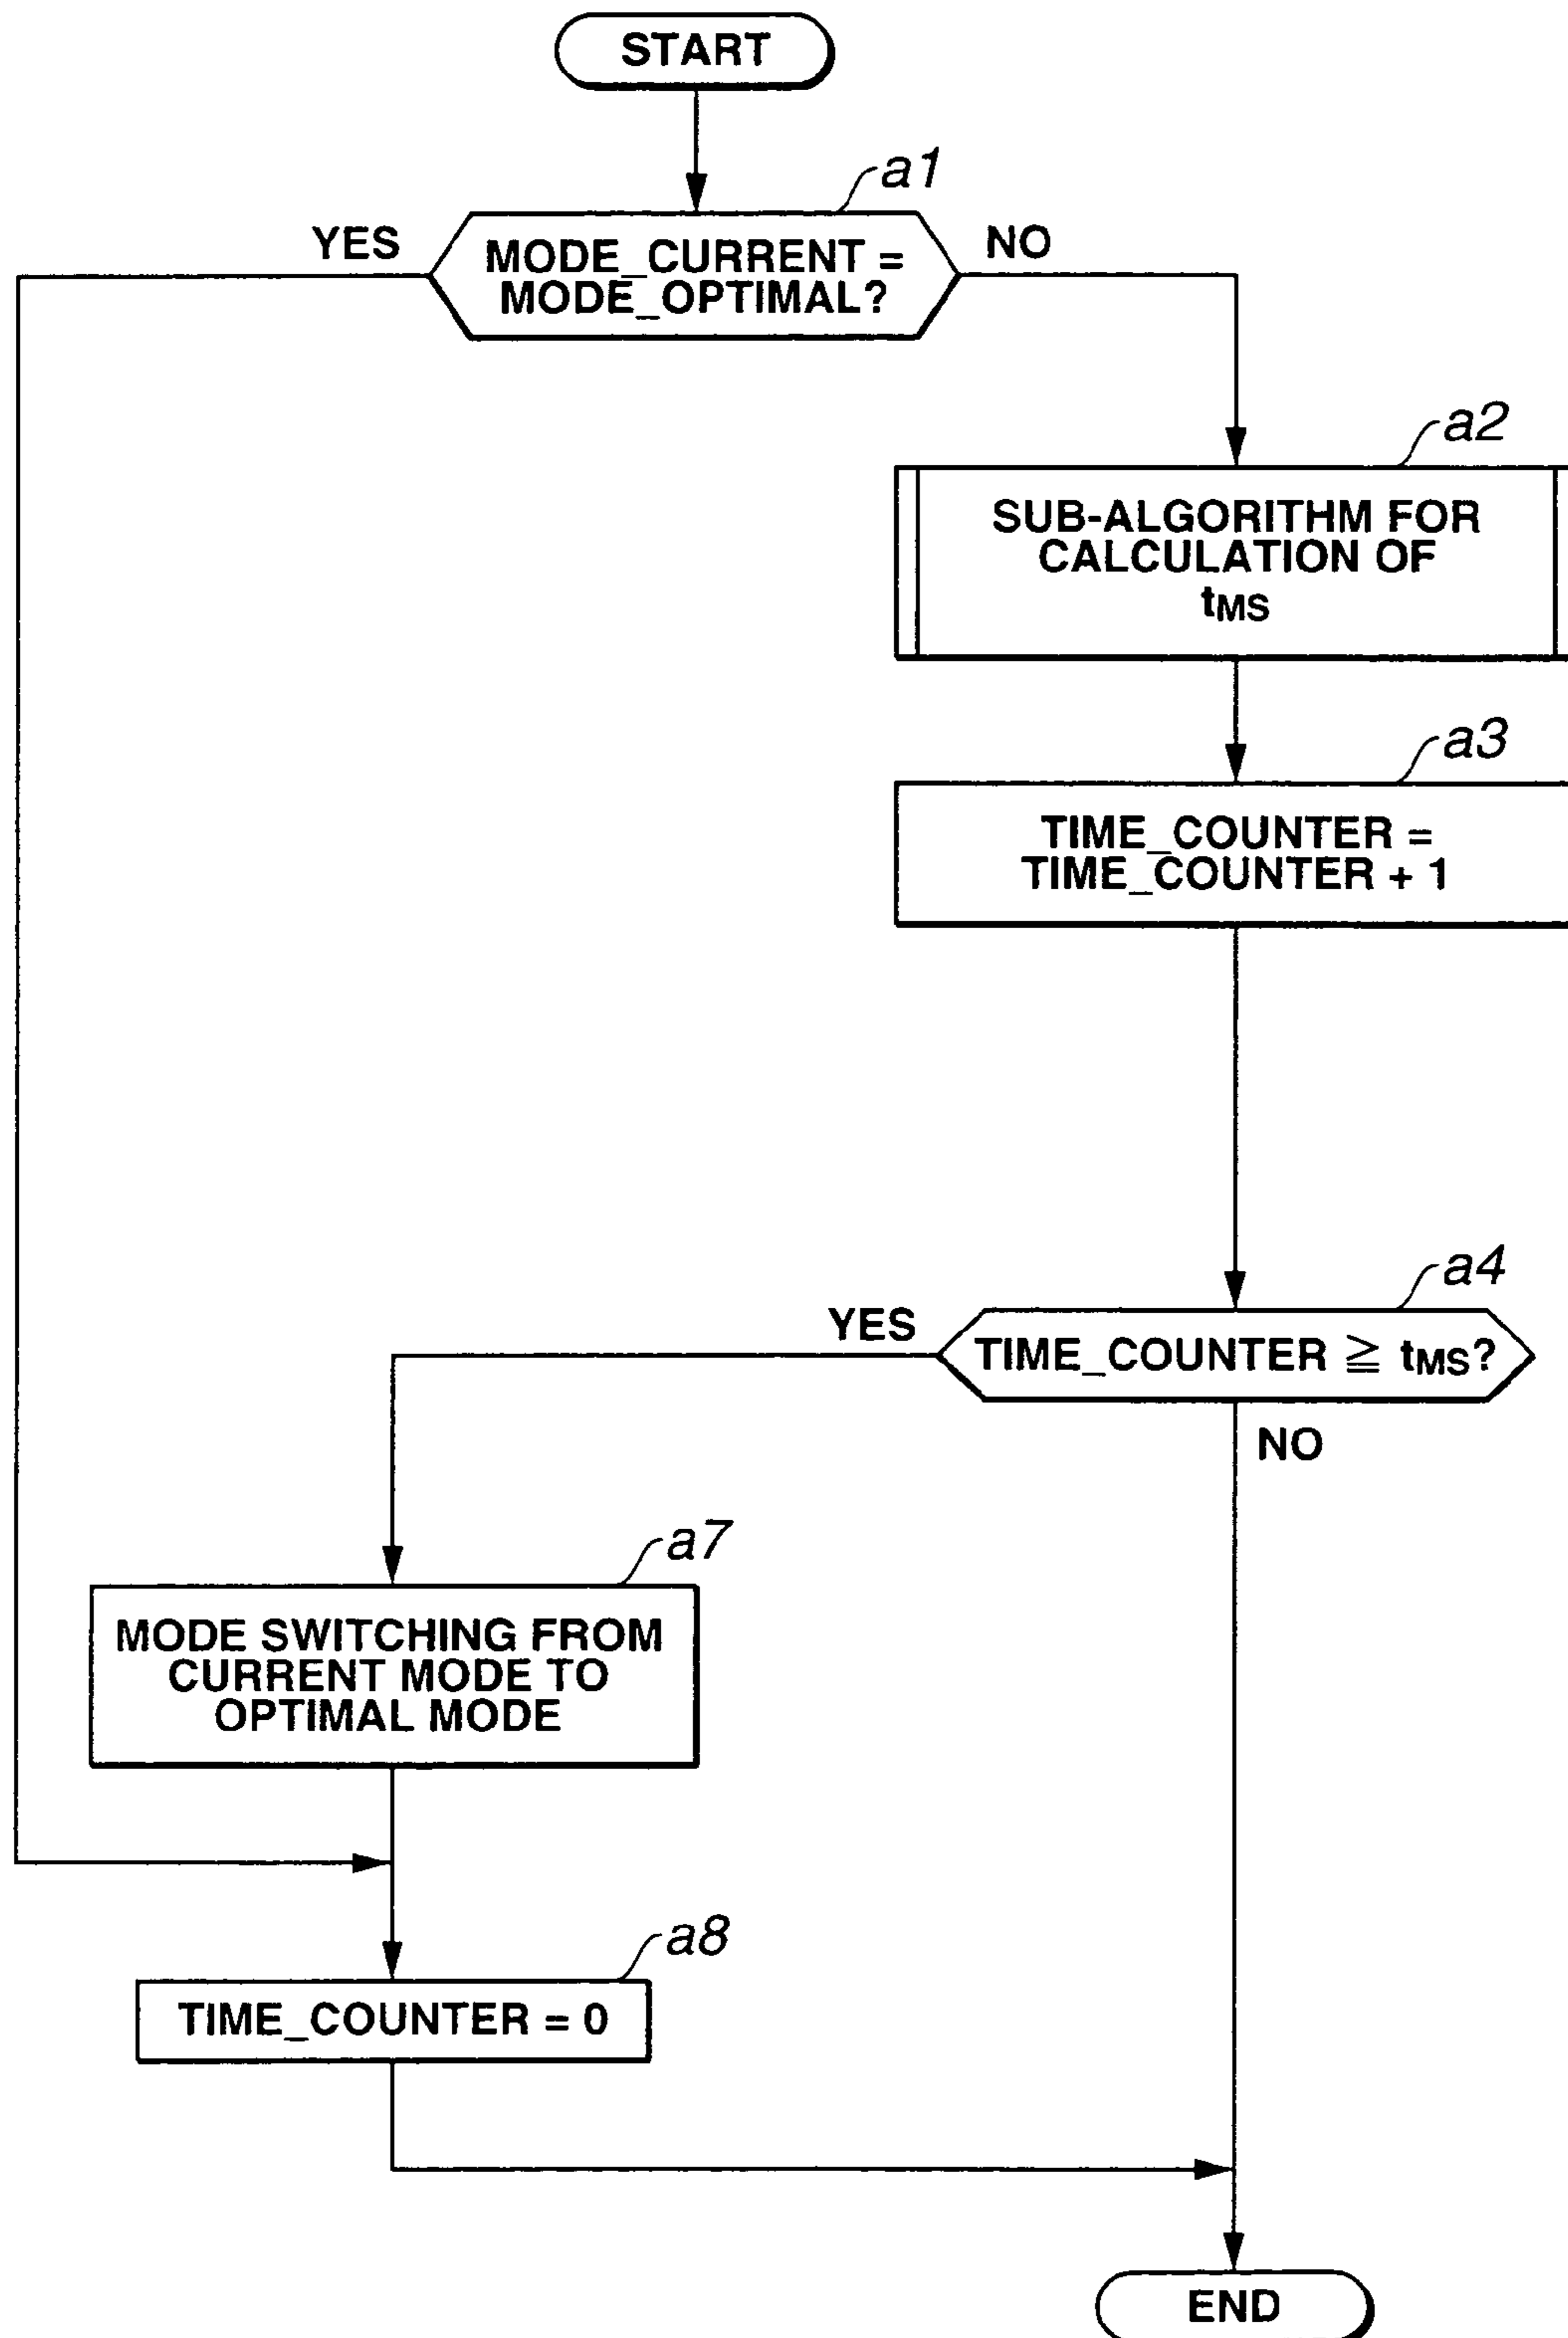 START
a1
YES
MODE_CURRENT =
MODE_OPTIMAL?
NO
a2
SUB-ALGORITHM FOR
CALCULATION OF
tMS
a3
TIME_COUNTER =
TIME_COUNTER + 1
a4
YES
TIME_COUNTER ≧ tMS?
NO
a7
MODE SWITCHING FROM
CURRENT MODE TO
OPTIMAL MODE
a8
TIME_COUNTER = 0
END